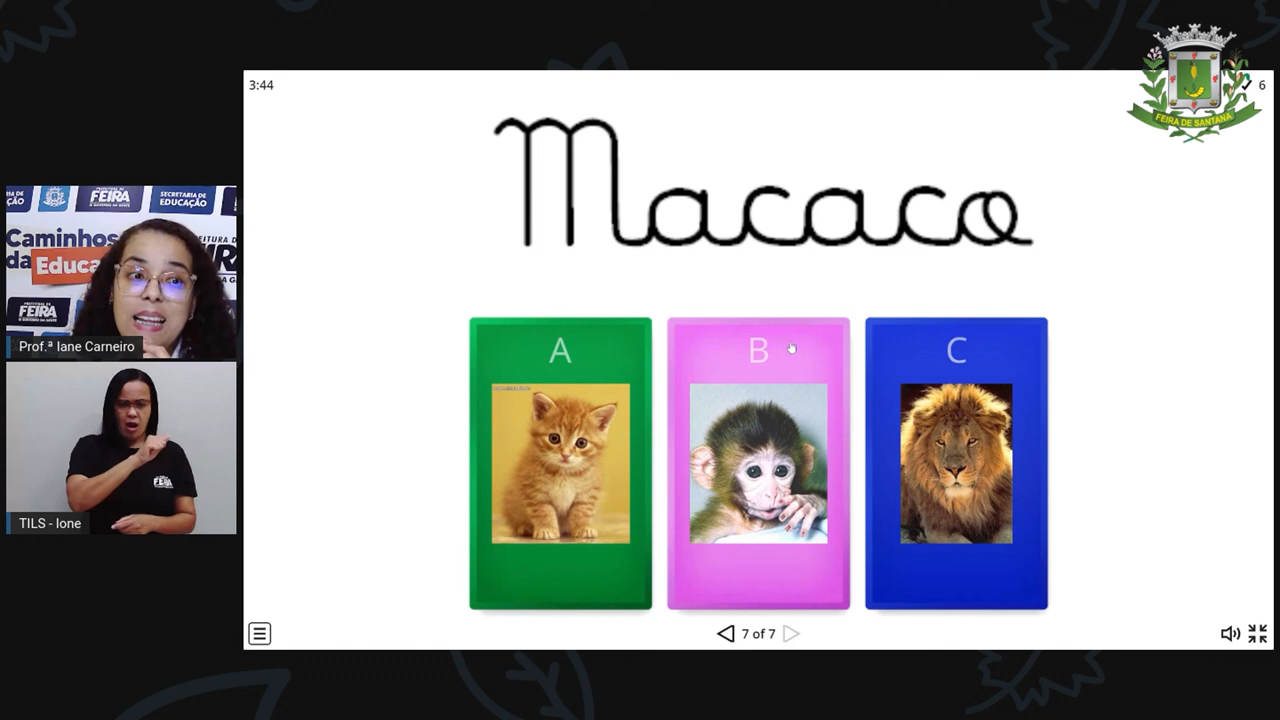 3:44
6
FEIRA DE SANTANA
Macaco
FEIRA
SECRETARIA DE
EDUCAÇÃO
Caminhos
da Educa
FEIRA
Prof.ª Iane Carneiro
A
B
C
FEIRA
TILS - Ione
7 of 7